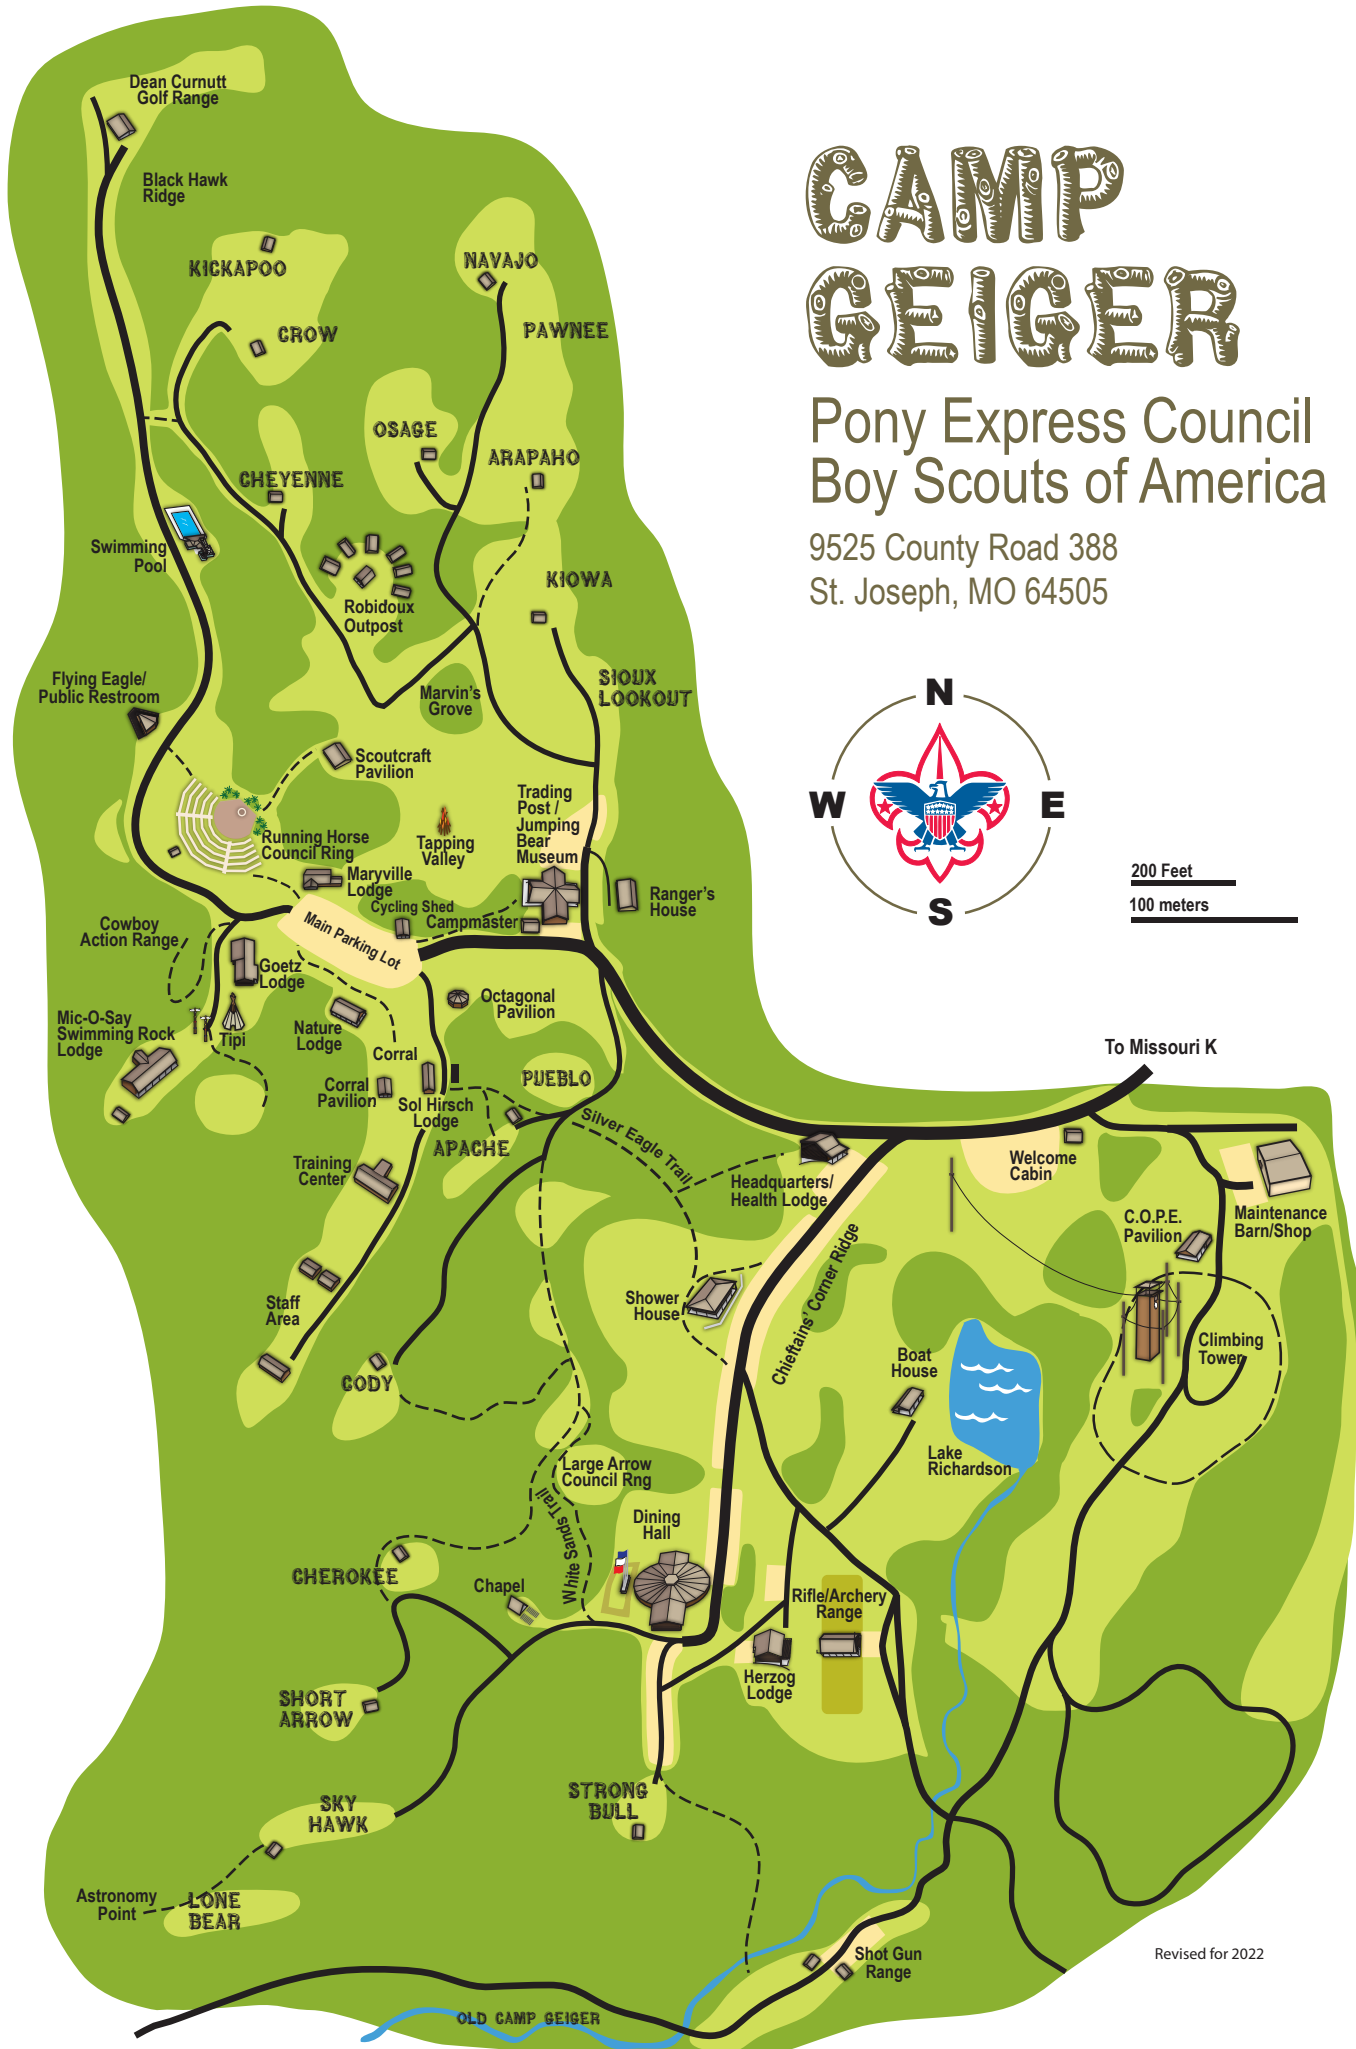 CAMP
GEIGER
Pony Express Council
Boy Scouts of America
9525 County Road 388
St. Joseph, MO 64505
N
W
E
S
200 Feet
100 meters
Dean Curnutt
Golf Range
Black Hawk
Ridge
KICKAPOO
NAVAJO
CROW
PAWNEE
OSAGE
ARAPAHO
CHEYENNE
Swimming
Pool
KIOWA
Robidoux
Outpost
Flying Eagle/
Public Restroom
Marvin's
Grove
SIOUX
LOOKOUT
Scoutcraft
Pavilion
Trading
Post /
Jumping
Bear
Museum
Running Horse
Council Ring
Tapping
Valley
Maryville
Lodge
Ranger's
House
Cycling Shed
Campmaster
Main Parking Lot
Cowboy
Action Range
Goetz
Lodge
Octagonal
Pavilion
Mic-O-Say
Swimming Rock
Lodge
Tipi
Nature
Lodge
Corral
Corral
Pavilion
Sol Hirsch
Lodge
PUEBLO
To Missouri K
APACHE
Silver Eagle Trail
Training
Center
Headquarters/
Health Lodge
Welcome
Cabin
Maintenance
Barn/Shop
C.O.P.E.
Pavilion
Chieftains' Corner Ridge
Shower
House
Staff
Area
Climbing
Tower
Boat
House
CODY
Lake
Richardson
Large Arrow
Council Rng
White Sands Trail
Dining
Hall
CHEROKEE
Chapel
Rifle/Archery
Range
Herzog
Lodge
SHORT
ARROW
STRONG
BULL
SKY
HAWK
Astronomy
Point
LONE
BEAR
Shot Gun
Range
Revised for 2022
OLD CAMP GEIGER